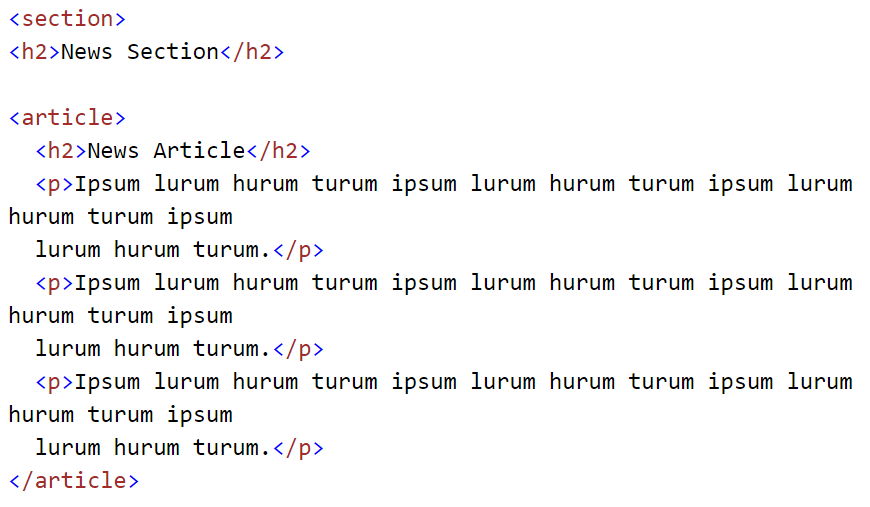 <section>
<h2>News Section</h2>

<article>
  <h2>News Article</h2>
  <p>Ipsum lurum hurum turum ipsum lurum hurum turum ipsum lurum
hurum turum ipsum
  lurum hurum turum.</p>
  <p>Ipsum lurum hurum turum ipsum lurum hurum turum ipsum lurum
hurum turum ipsum
  lurum hurum turum.</p>
  <p>Ipsum lurum hurum turum ipsum lurum hurum turum ipsum lurum
hurum turum ipsum
  lurum hurum turum.</p>
</article>